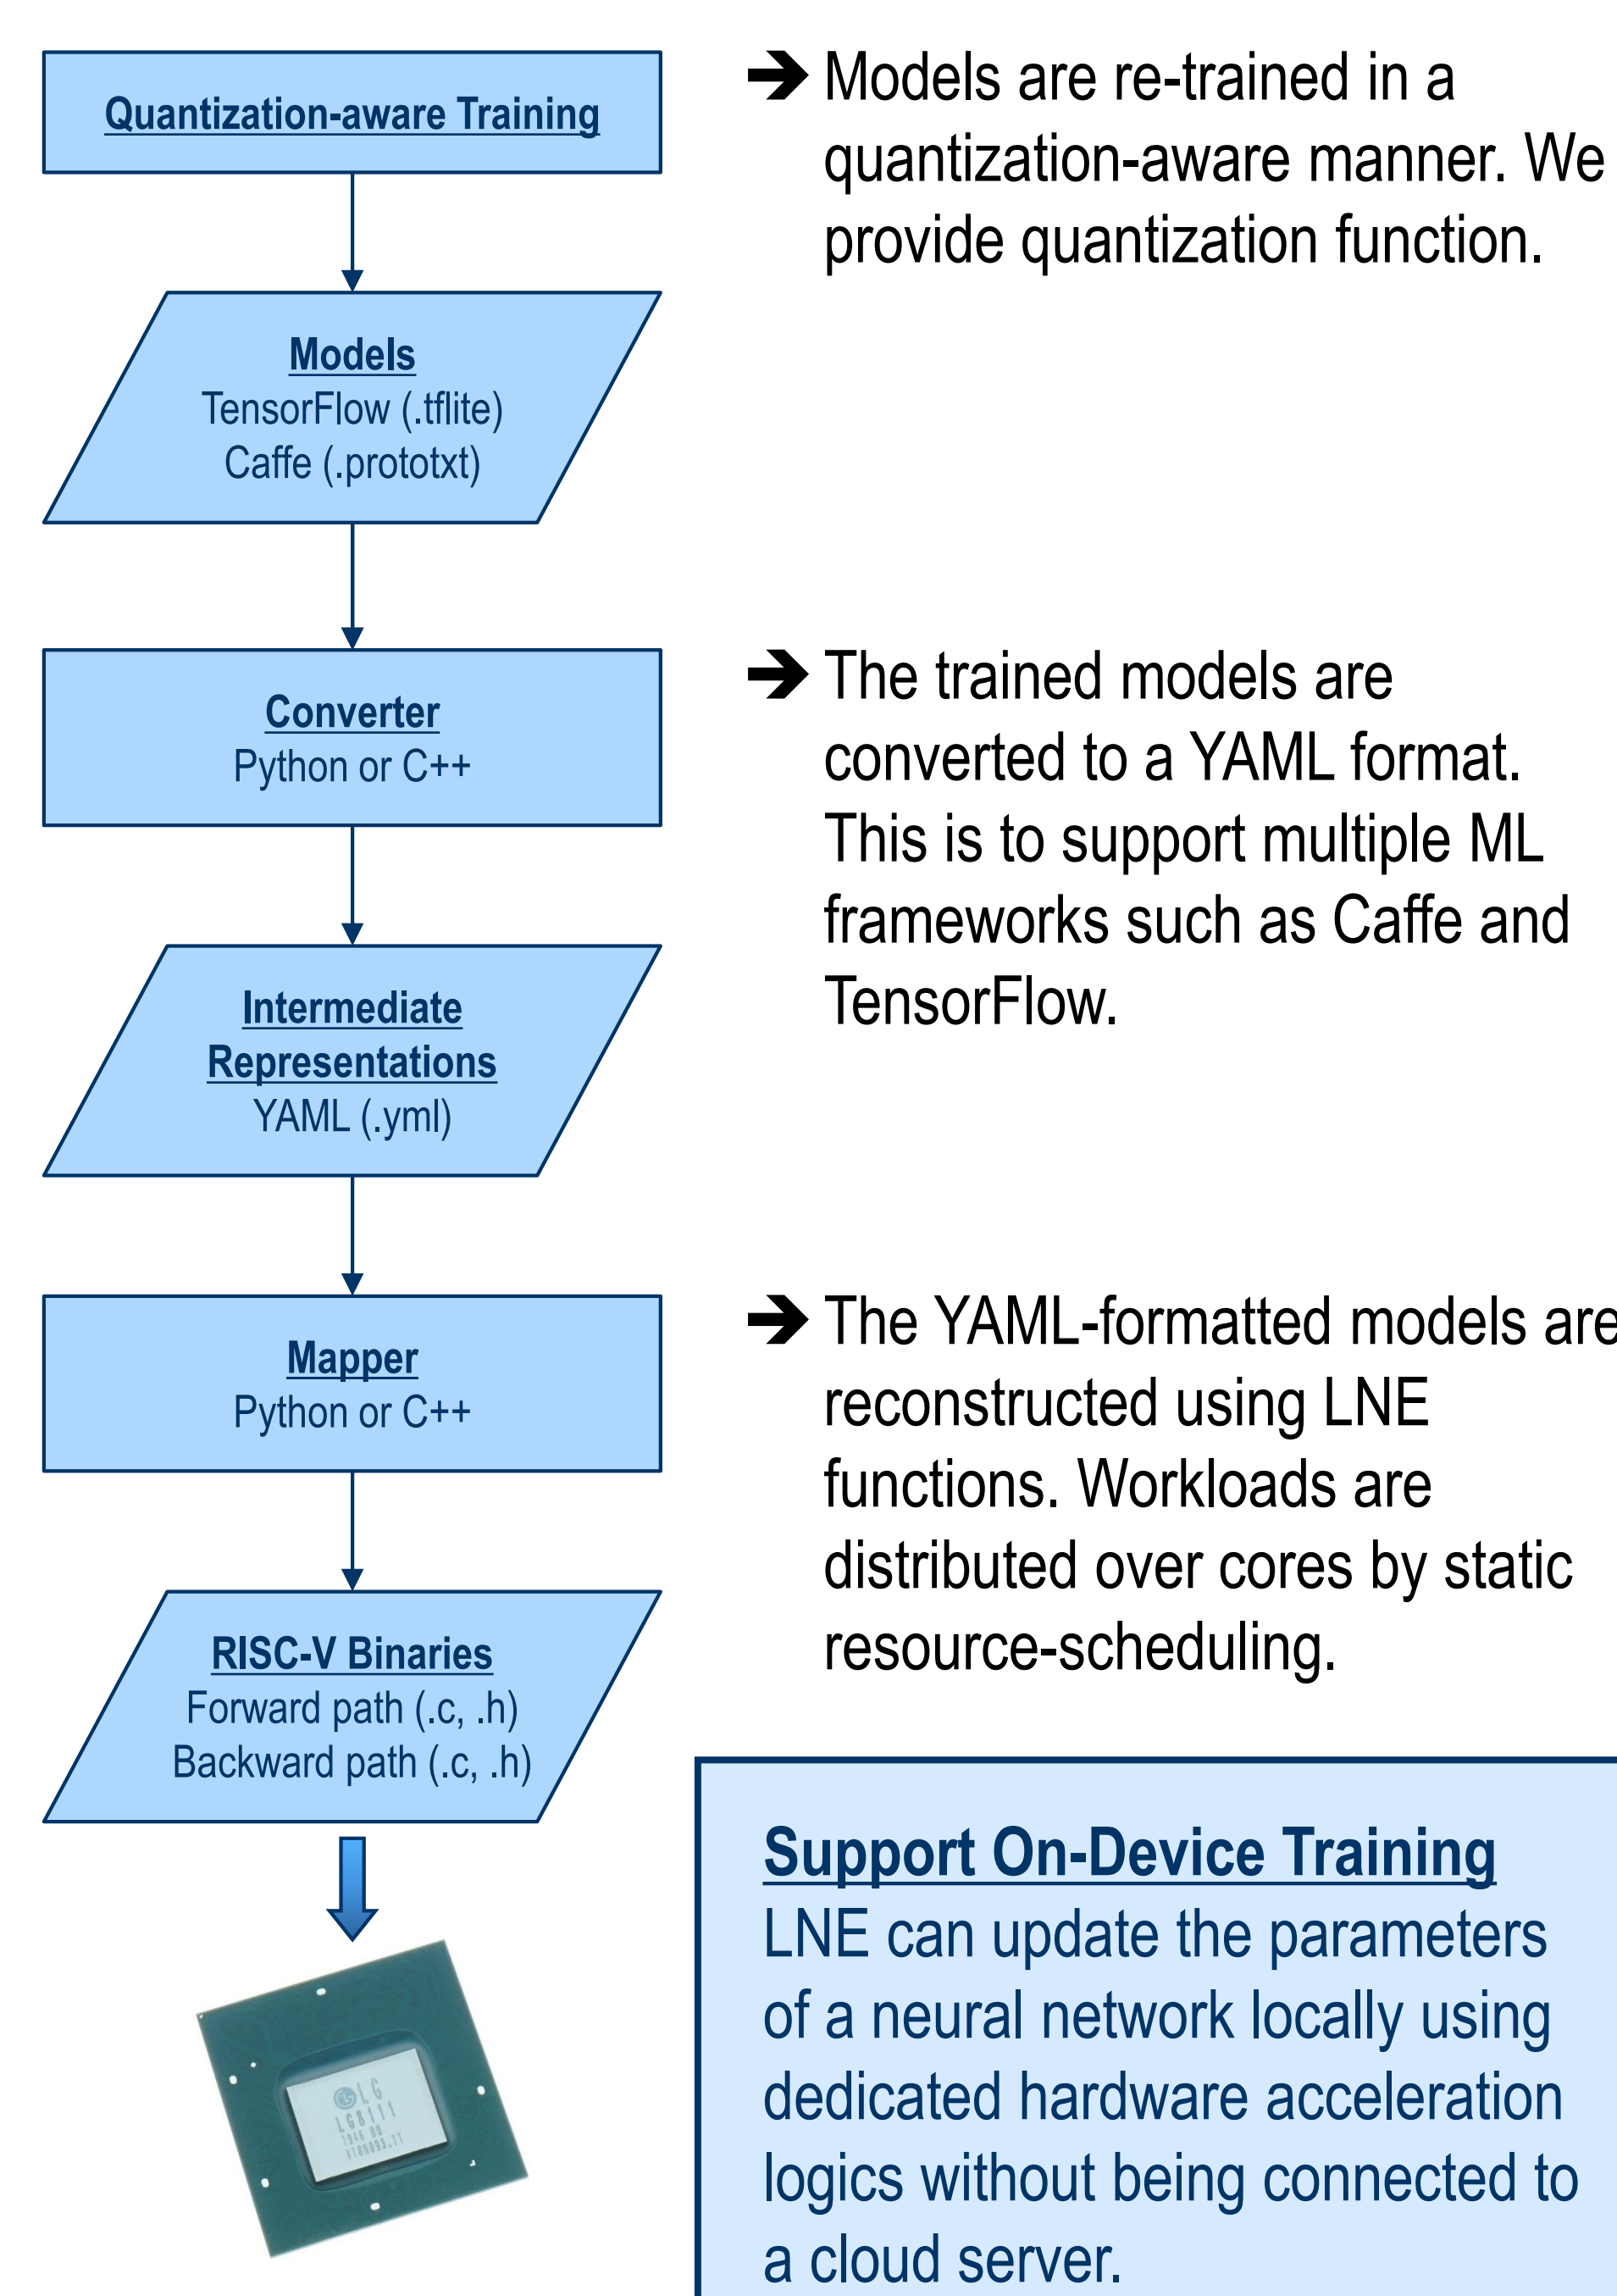 Quantization-aware Training
➔ Models are re-trained in a
quantization-aware manner. We
provide quantization function.
Models
TensorFlow (.tflite)
Caffe (.prototxt)
Converter
Python or C++
➔ The trained models are
converted to a YAML format.
This is to support multiple ML
frameworks such as Caffe and
TensorFlow.
Intermediate
Representations
YAML (.yml)
Mapper
Python or C++
➔ The YAML-formatted models are
reconstructed using LNE
functions. Workloads are
distributed over cores by static
resource-scheduling.
RISC-V Binaries
Forward path (.c, .h)
Backward path (.c, .h)
LG
LG8111
1946 B0
Support On-Device Training
LNE can update the parameters
of a neural network locally using
dedicated hardware acceleration
logics without being connected to
a cloud server.